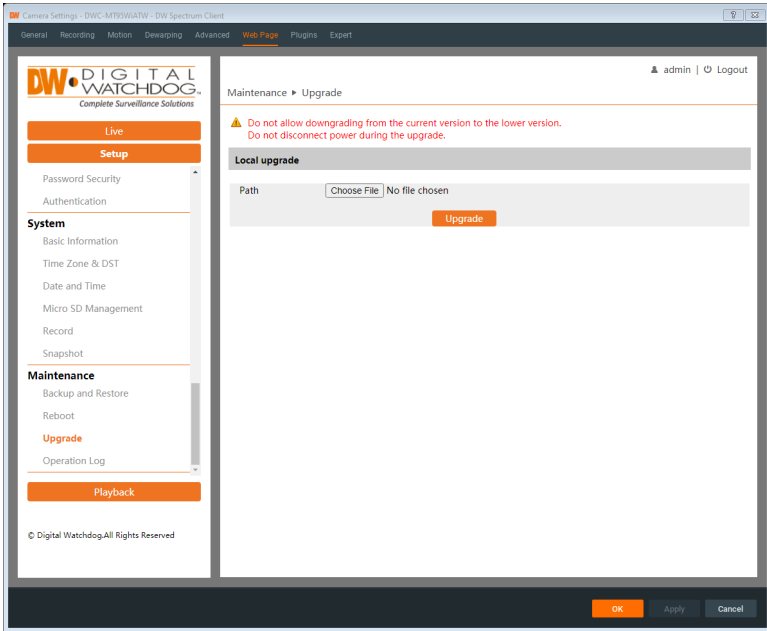 DW Camera Settings - DWC-MT95WiATW - DW Spectrum Client
General Recording Motion Dewarping Advanced Web Page Plugins Expert
DW DIGITAL
WATCHDOG
Complete Surveillance Solutions
Live
Setup
Password Security
Authentication
System
Basic Information
Time Zone & DST
Date and Time
Micro SD Management
Record
Snapshot
Maintenance
Backup and Restore
Reboot
Upgrade
Operation Log
Playback
© Digital Watchdog.All Rights Reserved
admin | Logout
Maintenance ▸ Upgrade
Do not allow downgrading from the current version to the lower version.
Do not disconnect power during the upgrade.
Local upgrade
Path Choose File No file chosen
Upgrade
OK Apply Cancel